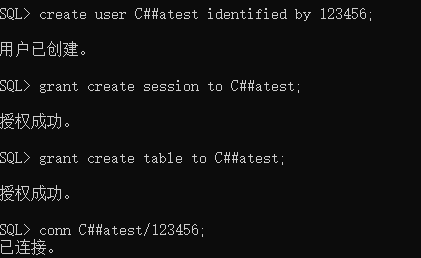 SQL> create user C##atest identified by 123456;
用户已创建。
SQL> grant create session to C##atest;
授权成功。
SQL> grant create table to C##atest;
授权成功。
SQL> conn C##atest/123456;
已连接。